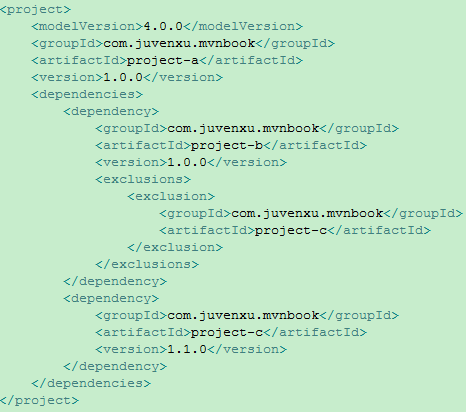 <project>
    <modelVersion>4.0.0</modelVersion>
    <groupId>com.juvenxu.mvnbook</groupId>
    <artifactId>project-a</artifactId>
    <version>1.0.0</version>
    <dependencies>
        <dependency>
            <groupId>com.juvenxu.mvnbook</groupId>
            <artifactId>project-b</artifactId>
            <version>1.0.0</version>
            <exclusions>
                <exclusion>
                    <groupId>com.juvenxu.mvnbook</groupId>
                    <artifactId>project-c</artifactId>
                </exclusion>
            </exclusions>
        </dependency>
        <dependency>
            <groupId>com.juvenxu.mvnbook</groupId>
            <artifactId>project-c</artifactId>
            <version>1.1.0</version>
        </dependency>
    </dependencies>
</project>